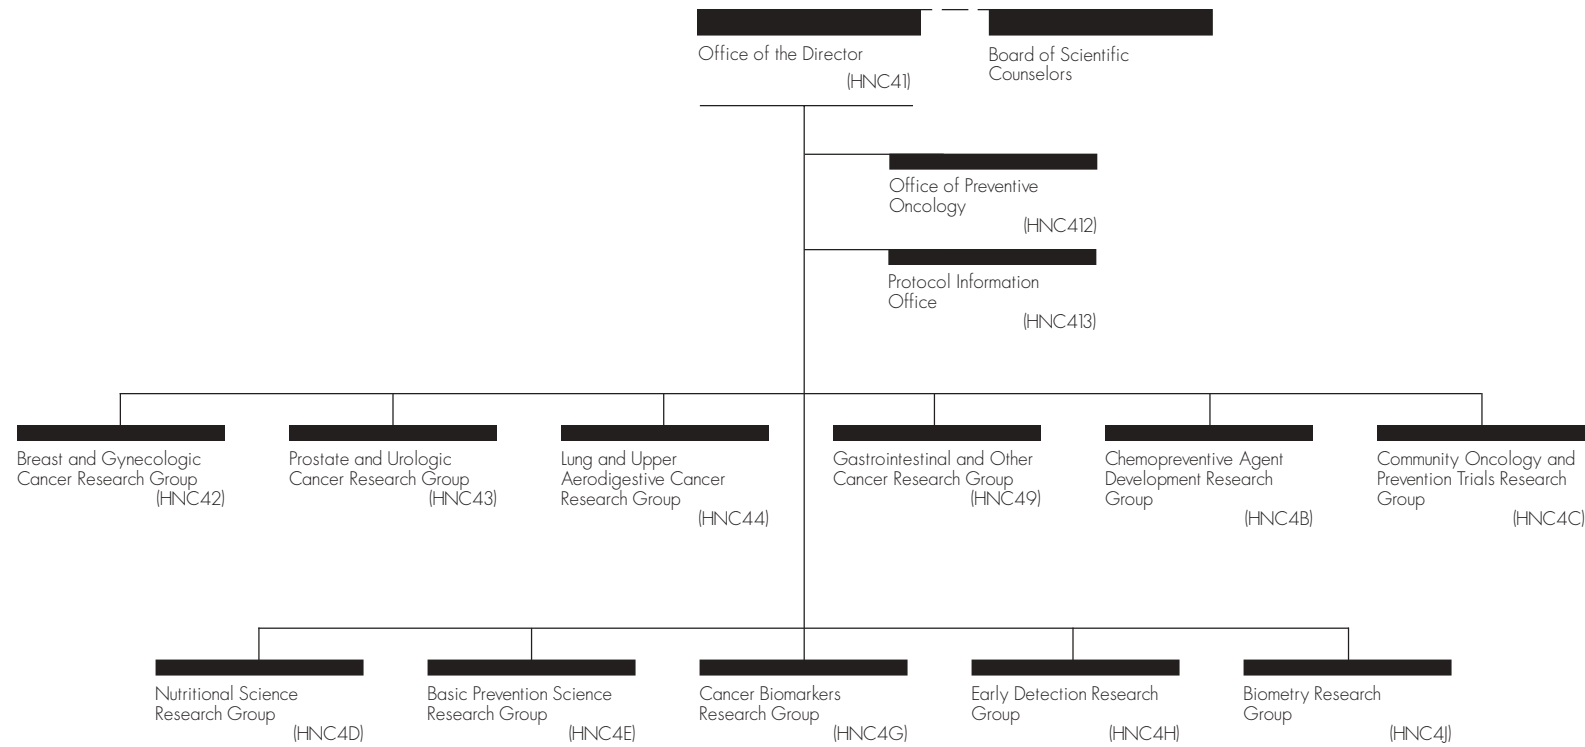 Office of the Director
(HNC41)
Board of Scientific
Counselors
Office of Preventive
Oncology
(HNC412)
Protocol Information
Office
(HNC413)
Breast and Gynecologic
Cancer Research Group
(HNC42)
Prostate and Urologic
Cancer Research Group
(HNC43)
Lung and Upper
Aerodigestive Cancer
Research Group
(HNC44)
Gastrointestinal and Other
Cancer Research Group
(HNC49)
Chemopreventive Agent
Development Research
Group
(HNC4B)
Community Oncology and
Prevention Trials Research
Group
(HNC4C)
Nutritional Science
Research Group
(HNC4D)
Basic Prevention Science
Research Group
(HNC4E)
Cancer Biomarkers
Research Group
(HNC4G)
Early Detection Research
Group
(HNC4H)
Biometry Research
Group
(HNC4J)